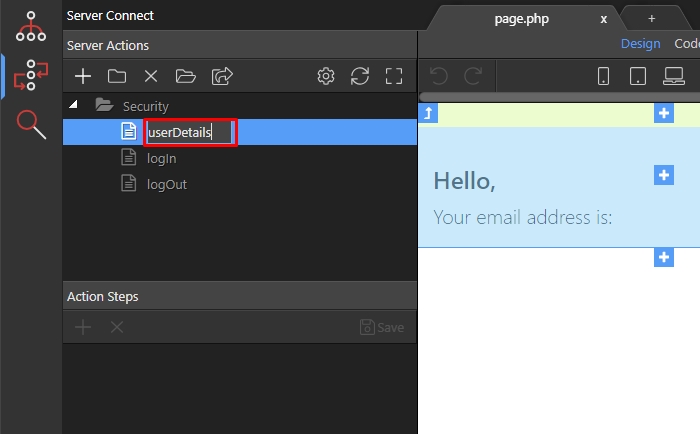 Server Connect
page.php x +
Server Actions
Design Code
Security
userDetails
logIn
logOut
Hello,
Your email address is:
Action Steps
Save